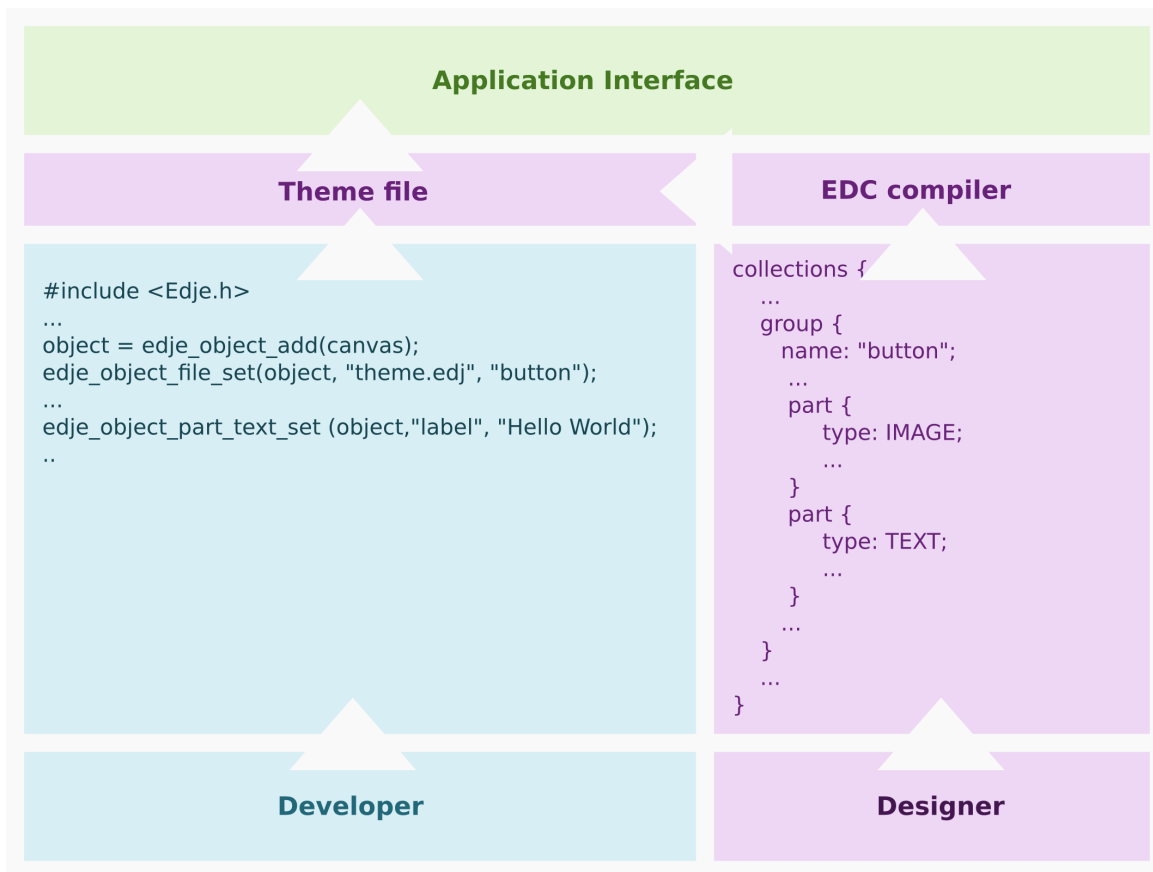 Application Interface
Theme file
EDC compiler
#include <Edje.h>
...
object = edje_object_add(canvas);
edje_object_file_set(object, "theme.edj", "button");
...
edje_object_part_text_set (object,"label", "Hello World");
..
collections {
...
group {
name: "button";
...
part {
type: IMAGE;
...
}
part {
type: TEXT;
...
}
...
}
...
}
Developer
Designer